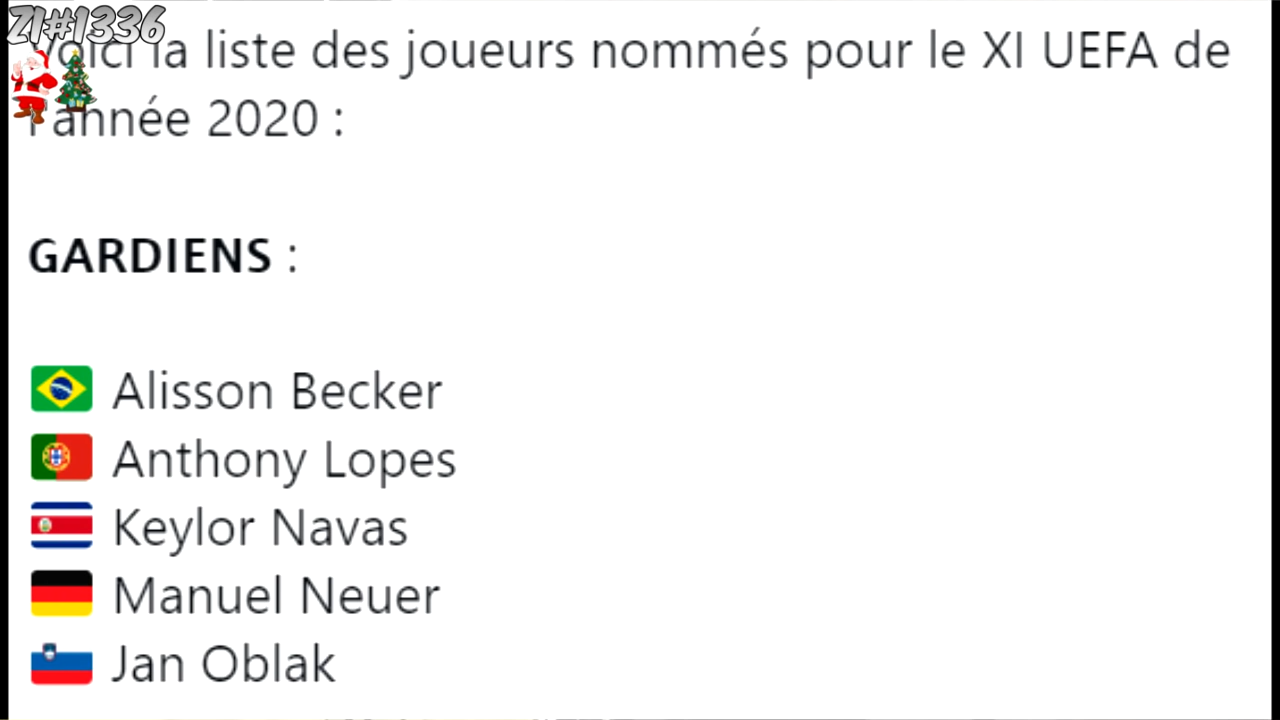 ZI#1336
Voici la liste des joueurs nommés pour le XI UEFA de
l'année 2020 :
GARDIENS :
Alisson Becker
Anthony Lopes
Keylor Navas
Manuel Neuer
Jan Oblak